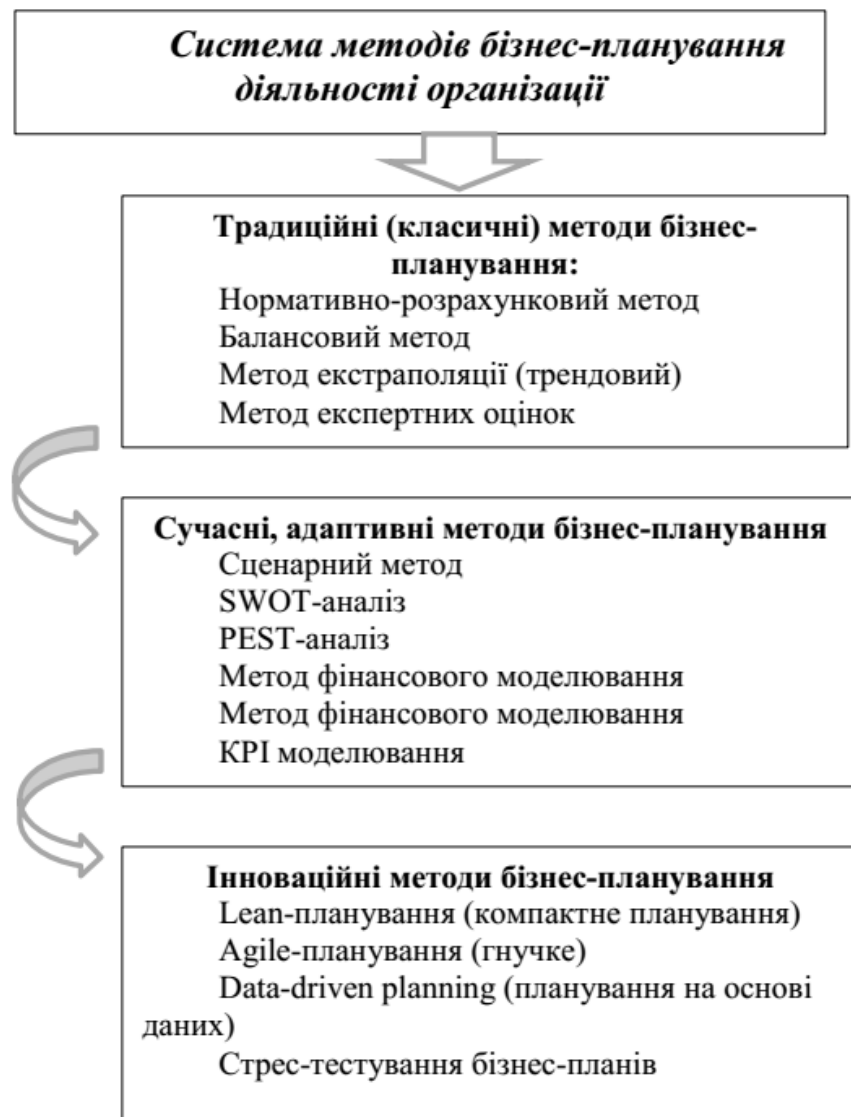 Система методів бізнес-планування
діяльності організації
Традиційні (класичні) методи бізнес-
планування:
Нормативно-розрахунковий метод
Балансовий метод
Метод екстраполяції (трендовий)
Метод експертних оцінок
Сучасні, адаптивні методи бізнес-планування
Сценарний метод
SWOT-аналіз
PEST-аналіз
Метод фінансового моделювання
Метод фінансового моделювання
KPI моделювання
Інноваційні методи бізнес-планування
Lean-планування (компактне планування)
Agile-планування (гнучке)
Data-driven planning (планування на основі
даних)
Стрес-тестування бізнес-планів